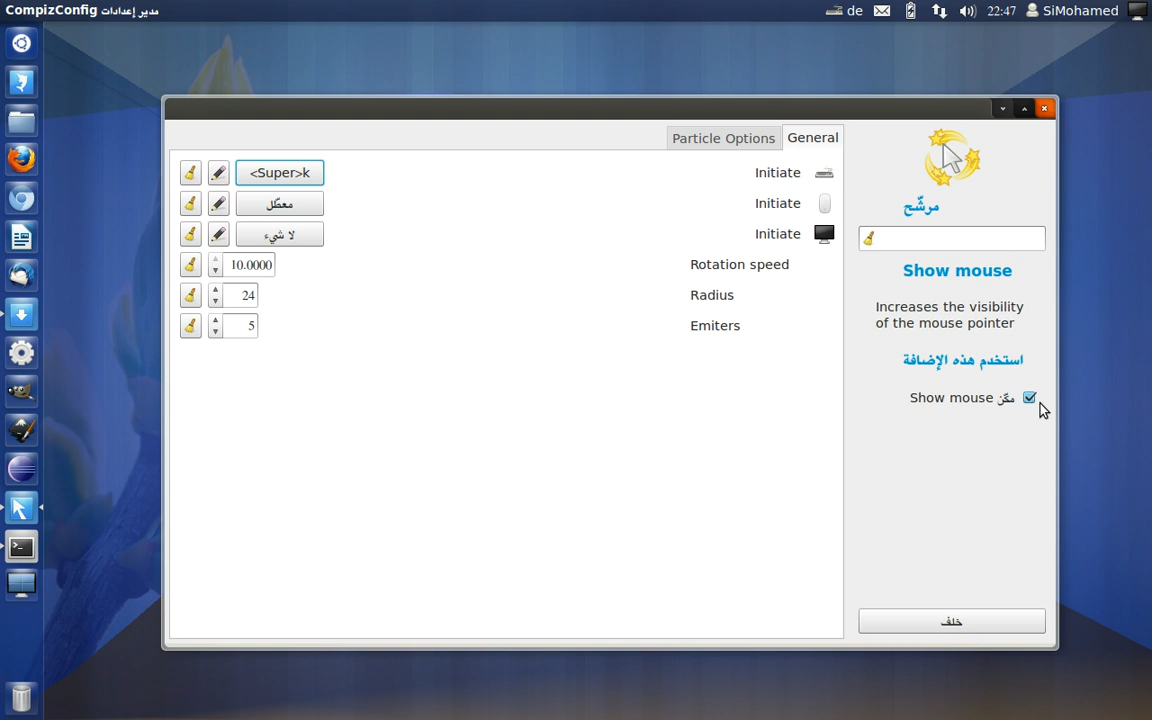 CompizConfig مدير إعدادات
de
22:47
SiMohamed
Particle Options
General
<Super>k
Initiate
معطّل
Initiate
لا شيء
Initiate
10.0000
Rotation speed
24
Radius
5
Emiters
مرشّح
Show mouse
Increases the visibility
of the mouse pointer
استخدم هذه الإضافة
مكّن Show mouse
خلف